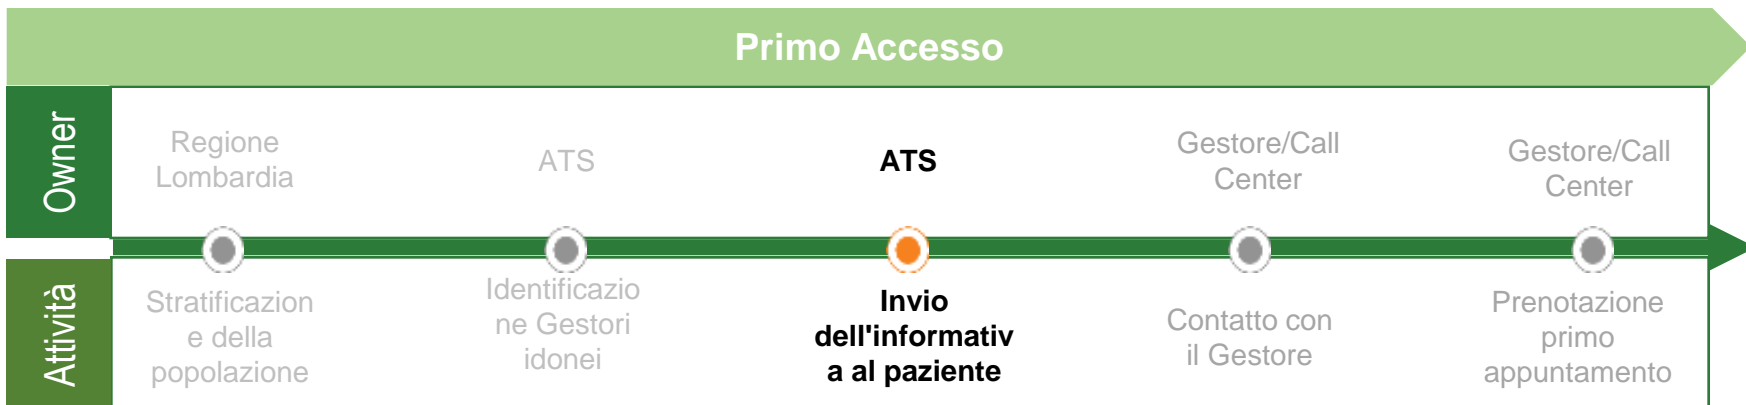 Primo Accesso
Owner
Regione
Lombardia
ATS
ATS
Gestore/Call
Center
Gestore/Call
Center
Attività
Stratificazion
e della
popolazione
Identificazio
ne Gestori
idonei
Invio
dell'informativ
a al paziente
Contatto con
il Gestore
Prenotazione
primo
appuntamento